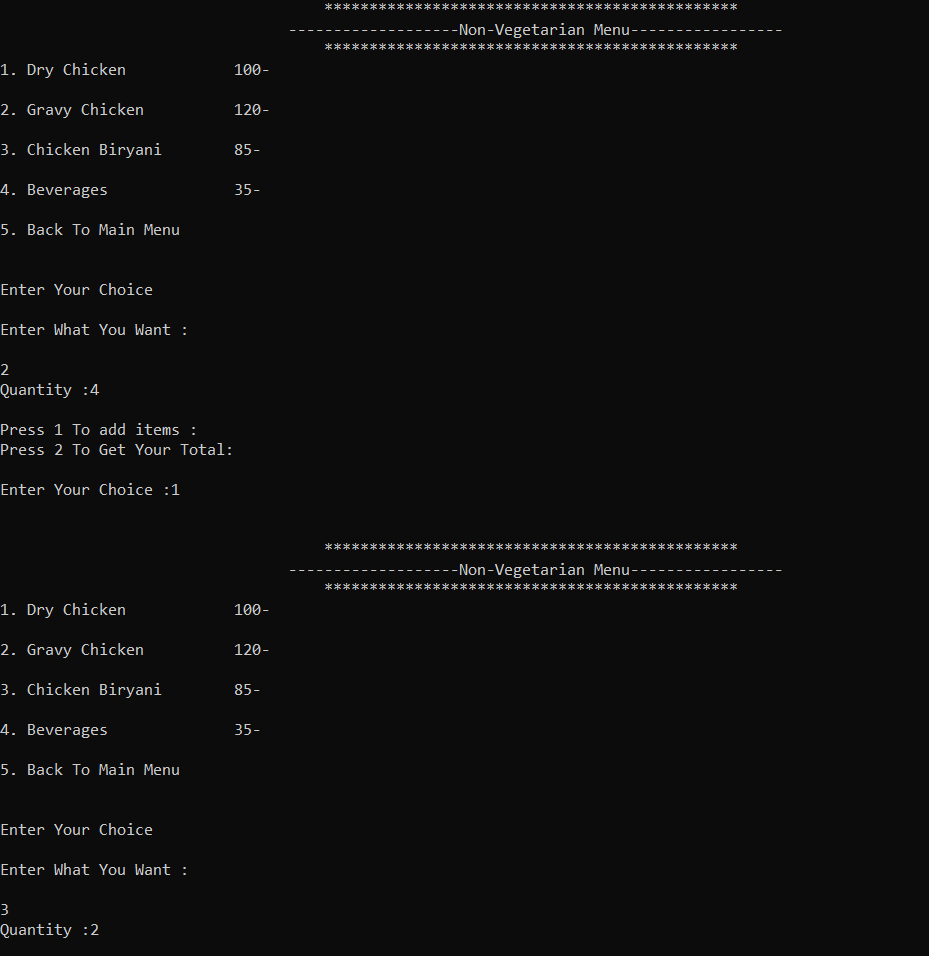 **********************************************
-------------------Non-Vegetarian Menu-----------------
**********************************************
1. Dry Chicken 100-
2. Gravy Chicken 120-
3. Chicken Biryani 85-
4. Beverages 35-
5. Back To Main Menu
Enter Your Choice
Enter What You Want :
2
Quantity :4
Press 1 To add items :
Press 2 To Get Your Total:
Enter Your Choice :1
**********************************************
-------------------Non-Vegetarian Menu-----------------
**********************************************
1. Dry Chicken 100-
2. Gravy Chicken 120-
3. Chicken Biryani 85-
4. Beverages 35-
5. Back To Main Menu
Enter Your Choice
Enter What You Want :
3
Quantity :2